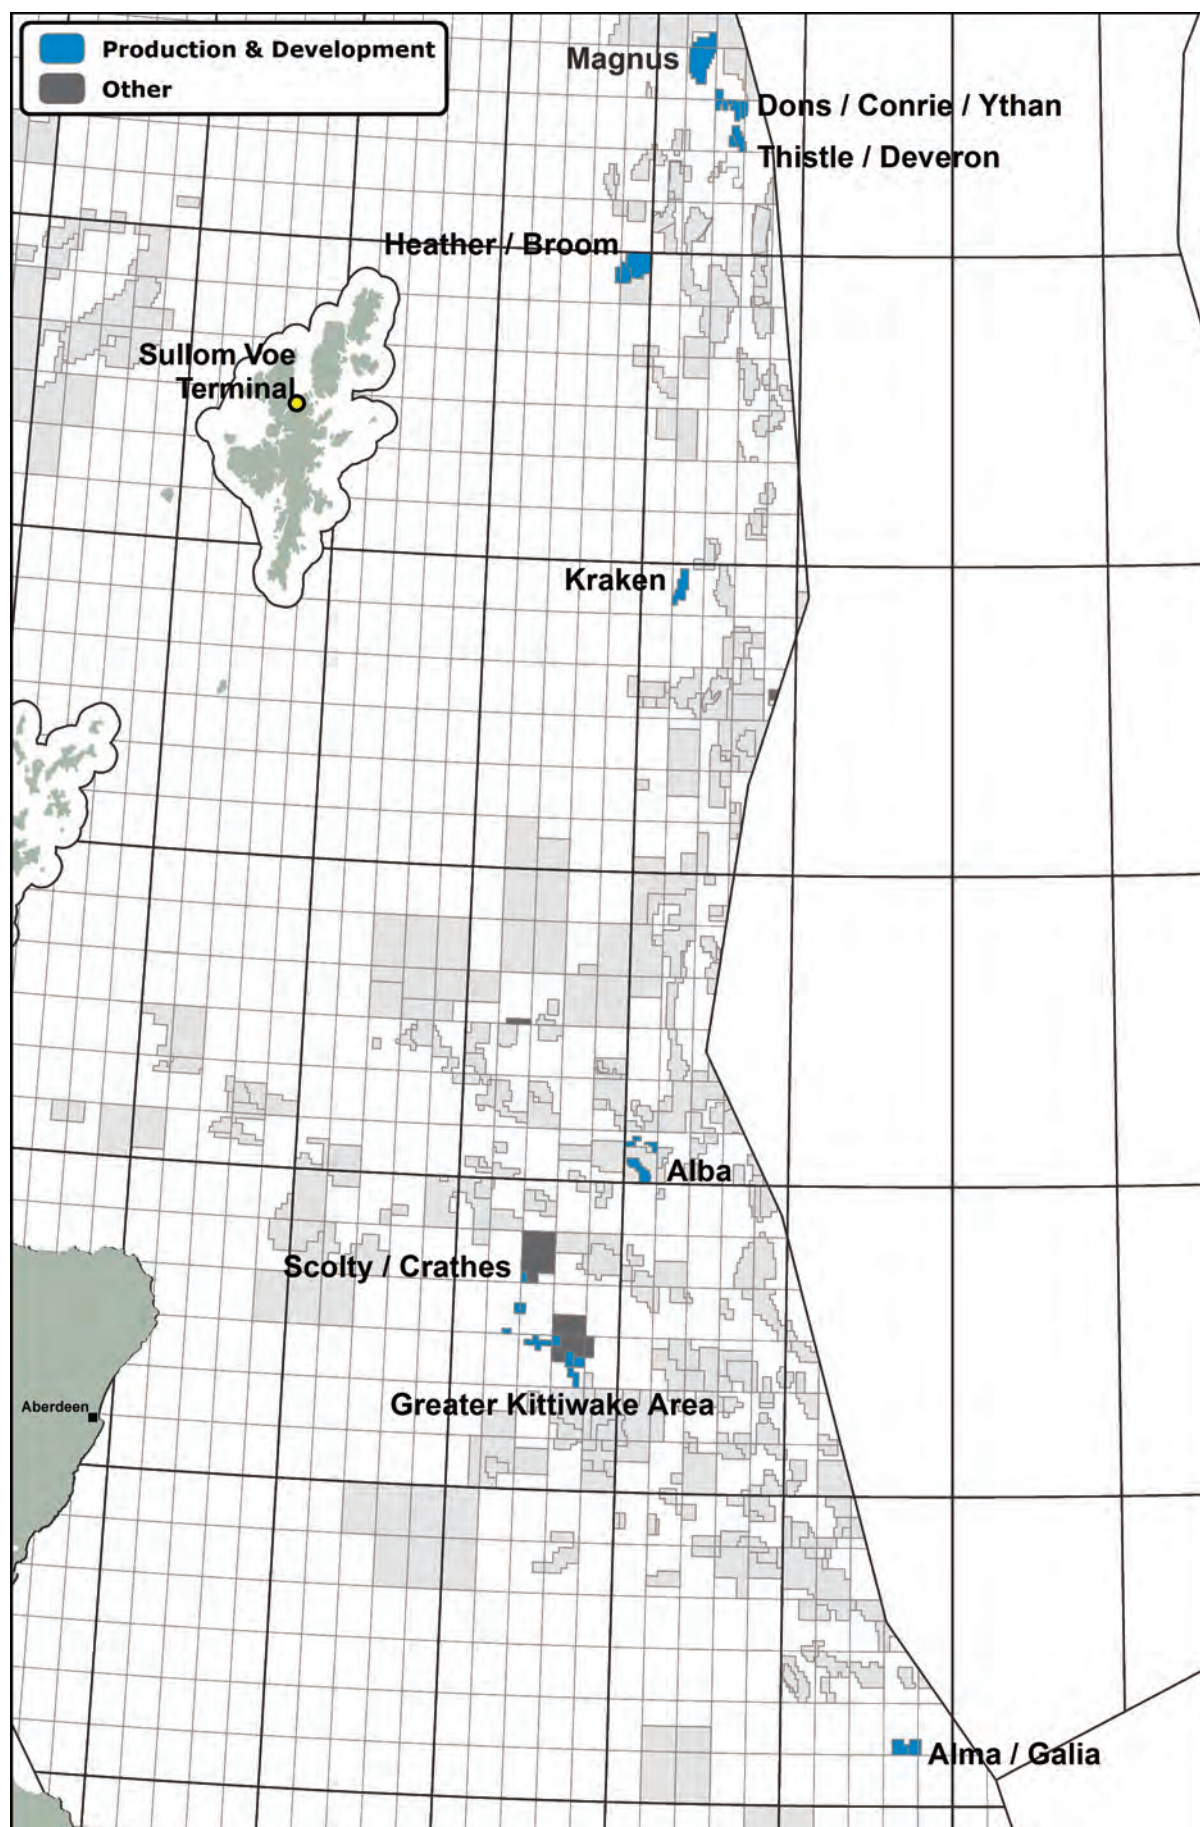 Production & Development
Other
Magnus
Dons / Conrie / Ythan
Thistle / Deveron
Heather / Broom
Sullom Voe
Terminal
Kraken
Alba
Scolty / Crathes
Greater Kittiwake Area
Aberdeen
Alma / Galia